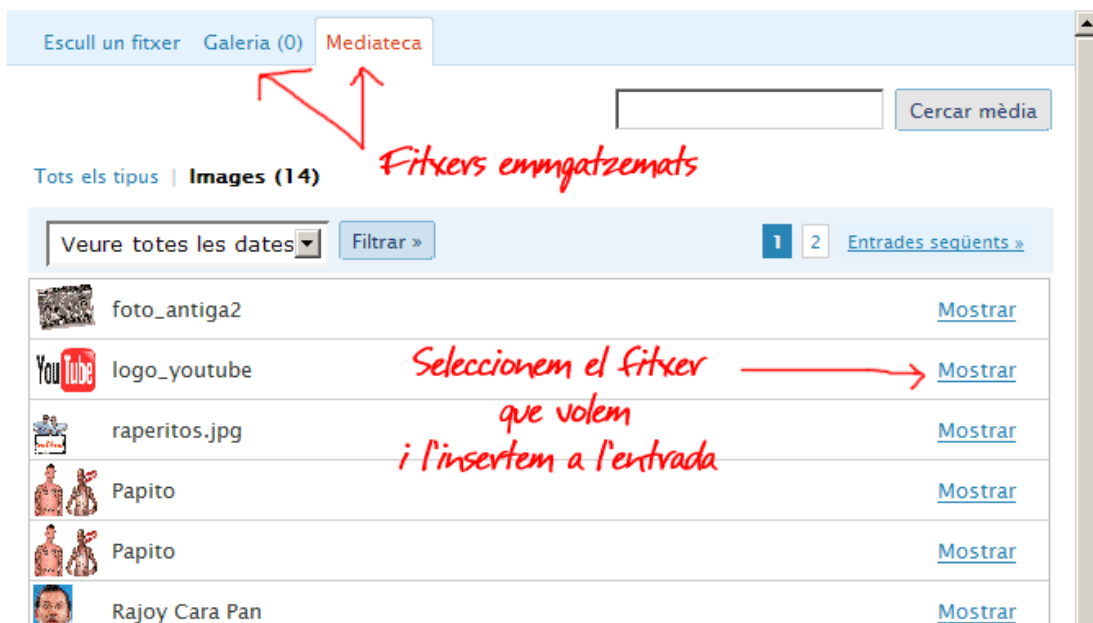 Escull un fitxer Galeria (0) Mediateca
Cercar mèdia
Fitxers emmgatzemats
Tots els tipus | Images (14)
Veure totes les dates Filtrar » 1 2 Entrades següents »
foto_antiga2 Mostrar
YouTube logo_youtube Mostrar
Seleccionem el fitxer
que volem
i l'insertem a l'entrada
raperitos.jpg Mostrar
Papito Mostrar
Papito Mostrar
Rajoy Cara Pan Mostrar